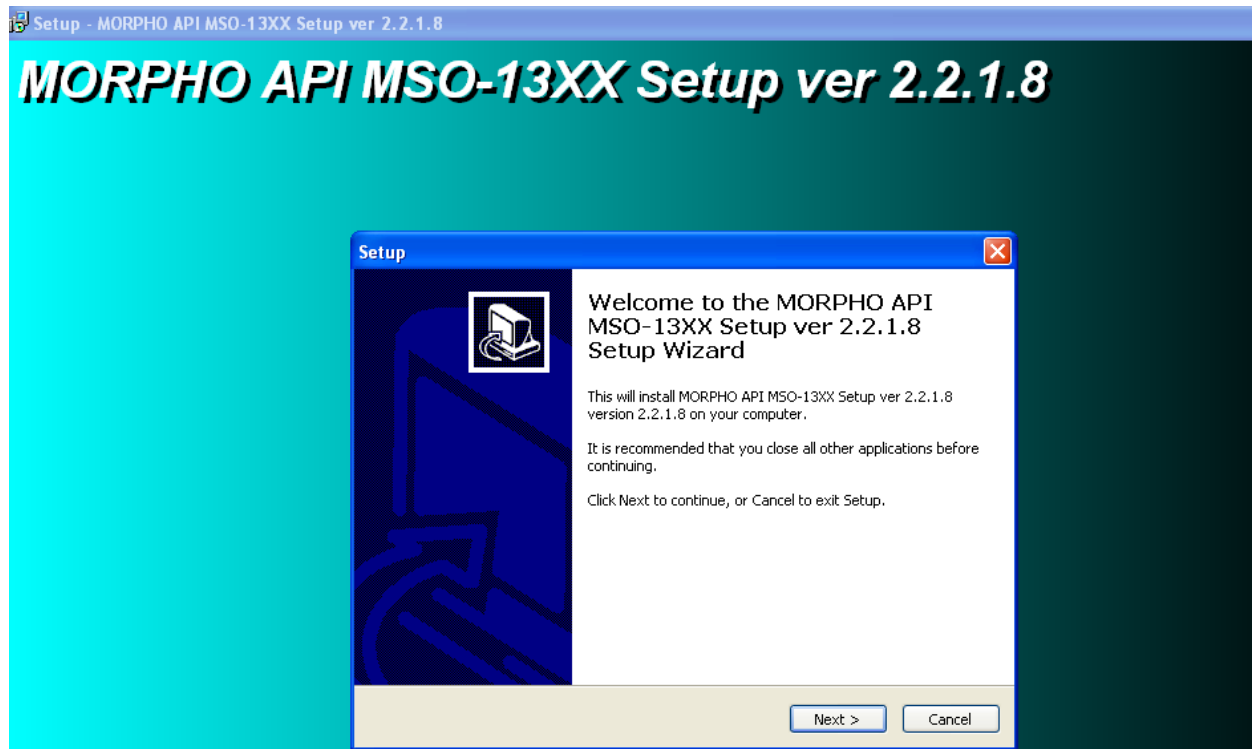 Setup - MORPHO API MSO-13XX Setup ver 2.2.1.8
MORPHO API MSO-13XX Setup ver 2.2.1.8
Setup
Welcome to the MORPHO API
MSO-13XX Setup ver 2.2.1.8
Setup Wizard
This will install MORPHO API MSO-13XX Setup ver 2.2.1.8
version 2.2.1.8 on your computer.
It is recommended that you close all other applications before
continuing.
Click Next to continue, or Cancel to exit Setup.
Next >
Cancel